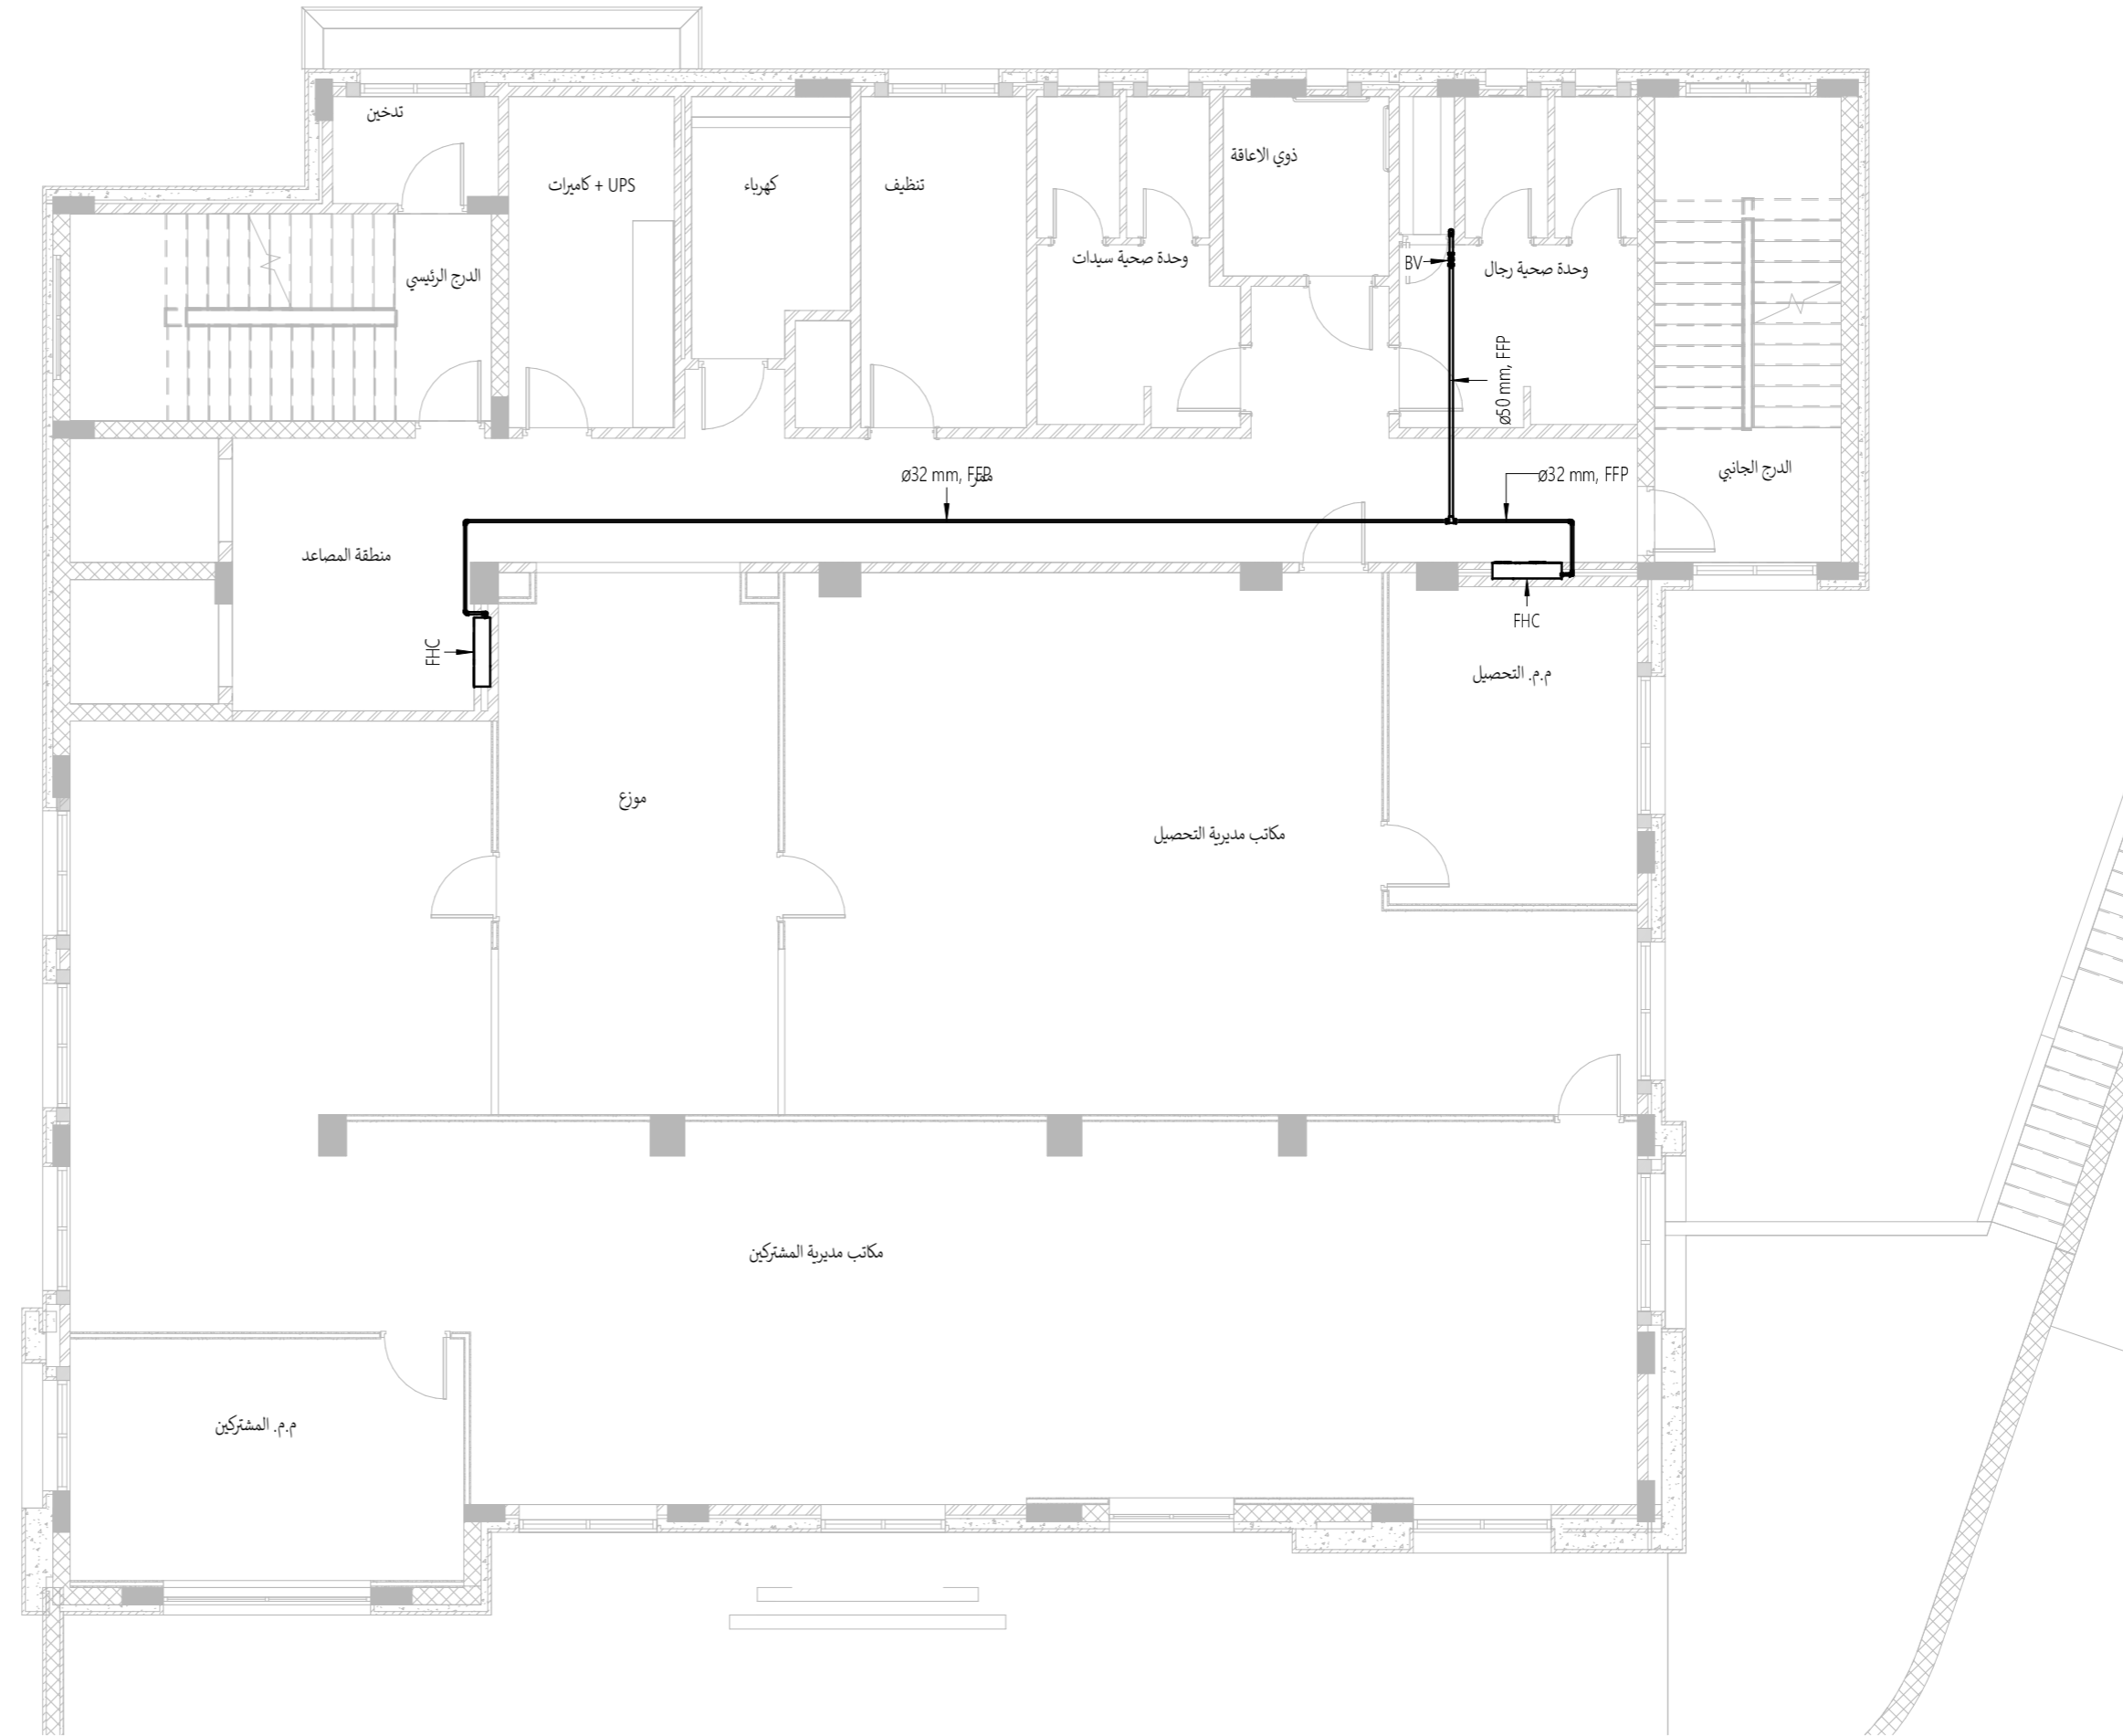 تدخين
ذوي الاعاقة
كاميرات + UPS
كهرباء
تنظيف
وحدة صحية سيدات
BV
وحدة صحية رجال
الدرج الرئيسي
ø50 mm, FFP
ø32 mm, FFP
ممر
ø32 mm, FFP
الدرج الجانبي
منطقة المصاعد
FHC
FHC
م.م. التحصيل
موزع
مكاتب مديرية التحصيل
مكاتب مديرية المشتركين
م.م. المشتركين